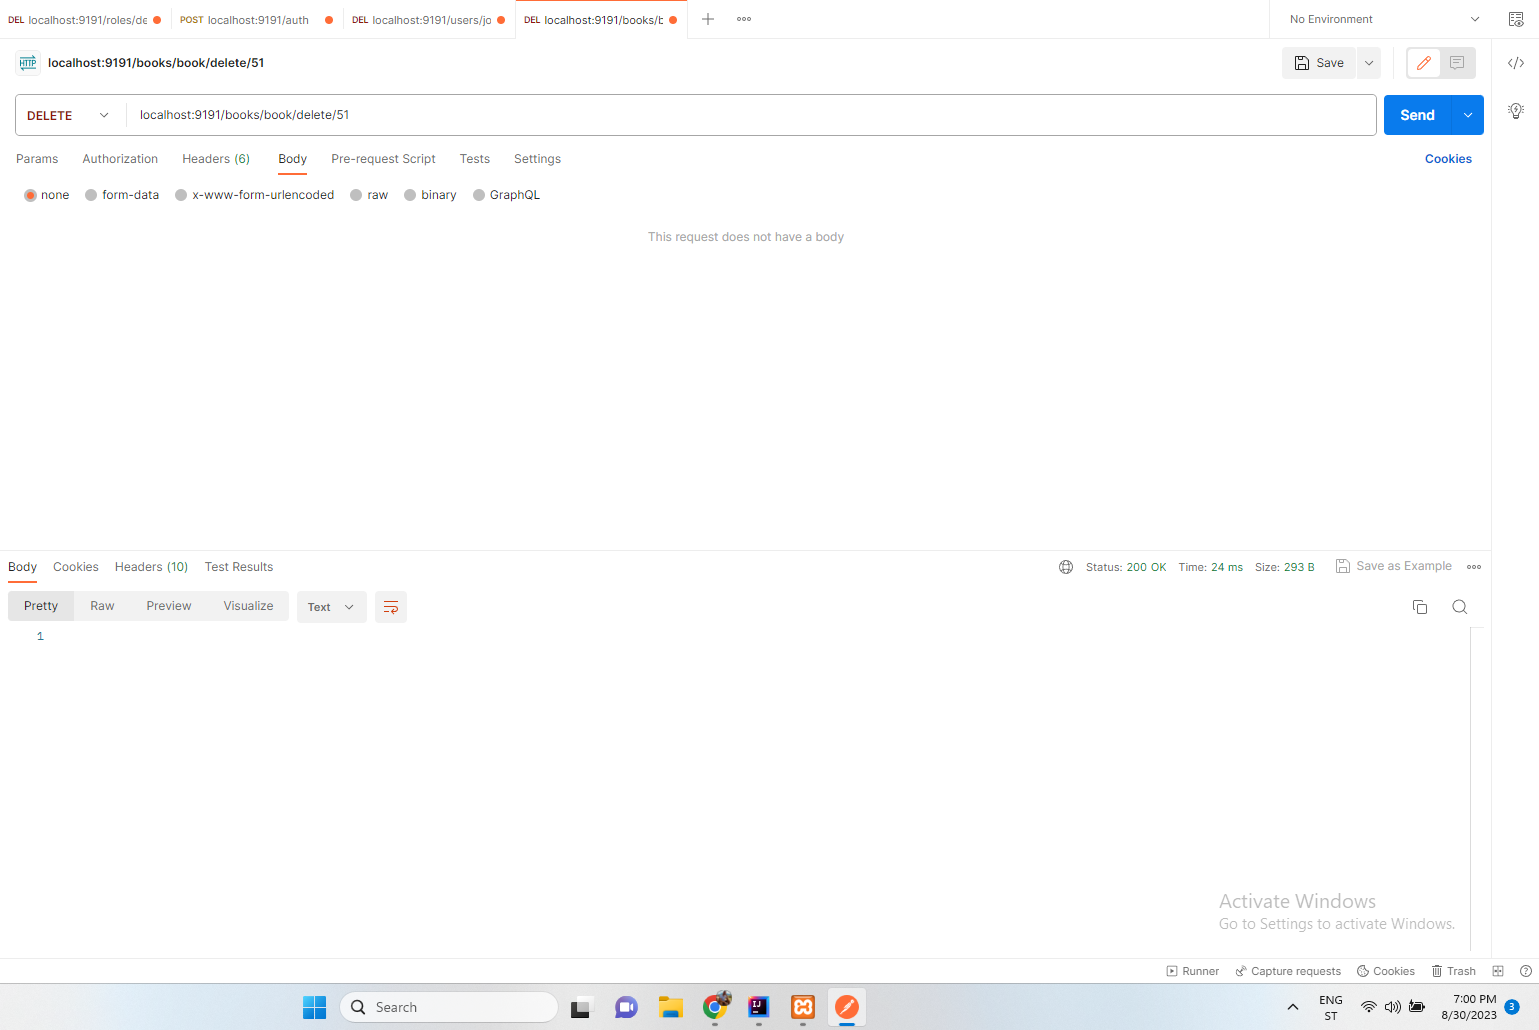 DEL localhost:9191/roles/de
POST localhost:9191/auth
DEL localhost:9191/users/jo
DEL localhost:9191/books/b
No Environment
HTTP localhost:9191/books/book/delete/51
Save
DELETE localhost:9191/books/book/delete/51
Send
Params Authorization Headers (6) Body Pre-request Script Tests Settings
Cookies
none form-data x-www-form-urlencoded raw binary GraphQL
This request does not have a body
Body Cookies Headers (10) Test Results
Status: 200 OK Time: 24 ms Size: 293 B Save as Example
Pretty Raw Preview Visualize Text
1
Activate Windows
Go to Settings to activate Windows.
Runner Capture requests Cookies Trash
Search
IJ
ENG
ST
7:00 PM
8/30/2023
3